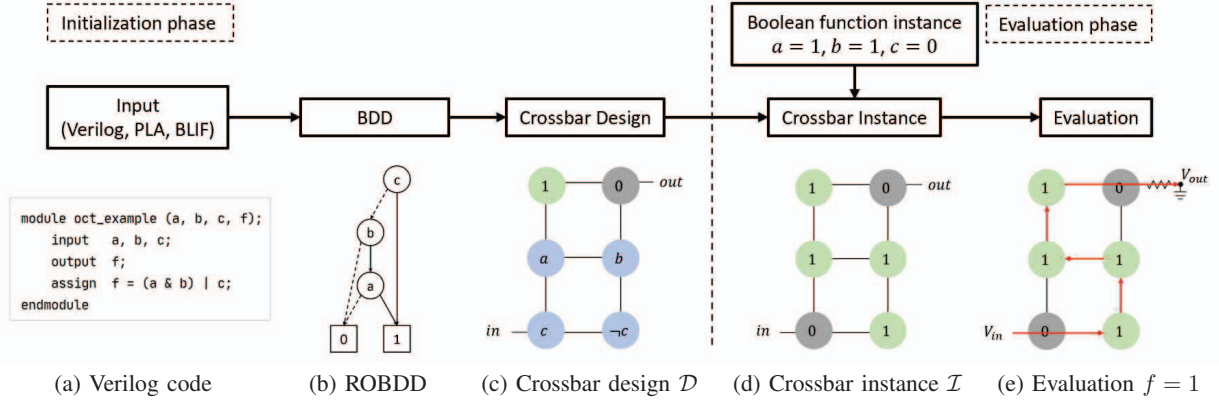 Initialization phase
Boolean function instance
a = 1, b = 1, c = 0
Evaluation phase
Input
(Verilog, PLA, BLIF)
BDD
Crossbar Design
Crossbar Instance
Evaluation
module oct_example (a, b, c, f);
input a, b, c;
output f;
assign f = (a & b) | c;
endmodule
c
b
a
0 1
1 0 out
a b
in c ¬c
1 0 out
1 1
in 0 1
1 0 V_out
1 1
V_in 0 1
(a) Verilog code
(b) ROBDD
(c) Crossbar design 𝒟
(d) Crossbar instance ℐ
(e) Evaluation f = 1